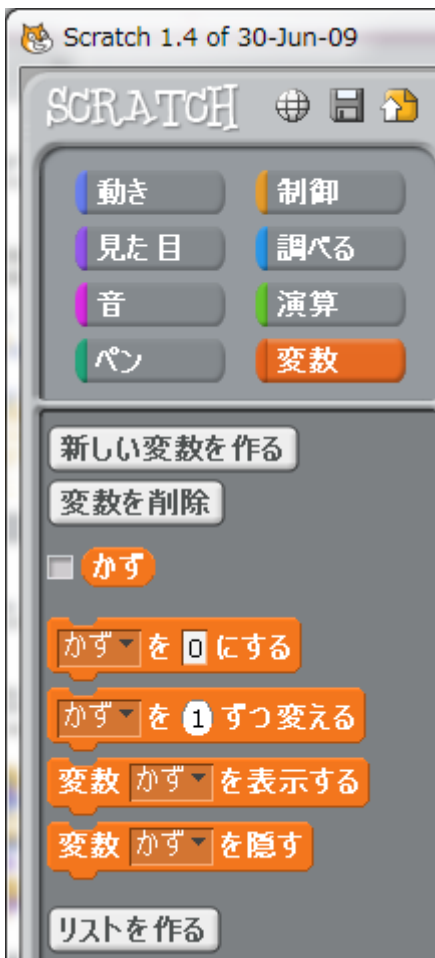 Scratch 1.4 of 30-Jun-09
SCRATCH
動き 制御
見た目 調べる
音 演算
ペン 変数
新しい変数を作る
変数を削除
かず
かず を 0 にする
かず を 1 ずつ変える
変数 かず を表示する
変数 かず を隠す
リストを作る